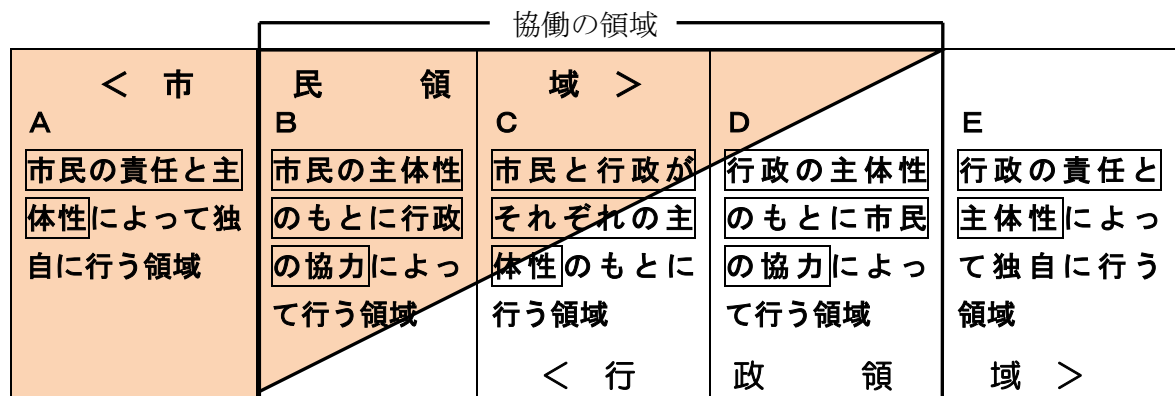 協働の領域
< 市 民 領 域 >
A
市民の責任と主
体性によって独
自に行う領域
B
市民の主体性
のもとに行政
の協力によっ
て行う領域
C
市民と行政が
それぞれの主
体性のもとに
行う領域
D
行政の主体性
のもとに市民
の協力によっ
て行う領域
E
行政の責任と
主体性によっ
て独自に行う
領域
< 行 政 領 域 >